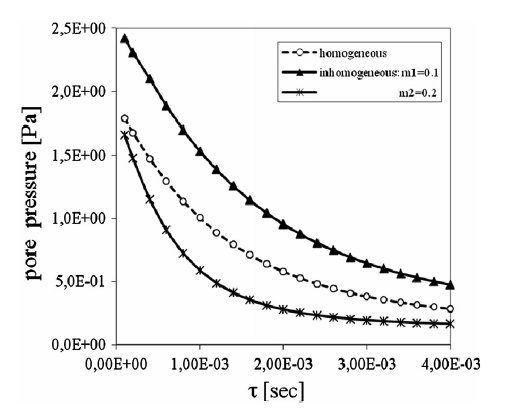 2,5E+00
2,0E+00
1,5E+00
1,0E+00
5,0E-01
0,0E+00
pore pressure [Pa]
homogeneous
inhomogeneous: m1=0.1
m2=0.2
0,00E+00 1,00E-03 2,00E-03 3,00E-03 4,00E-03
τ [sec]